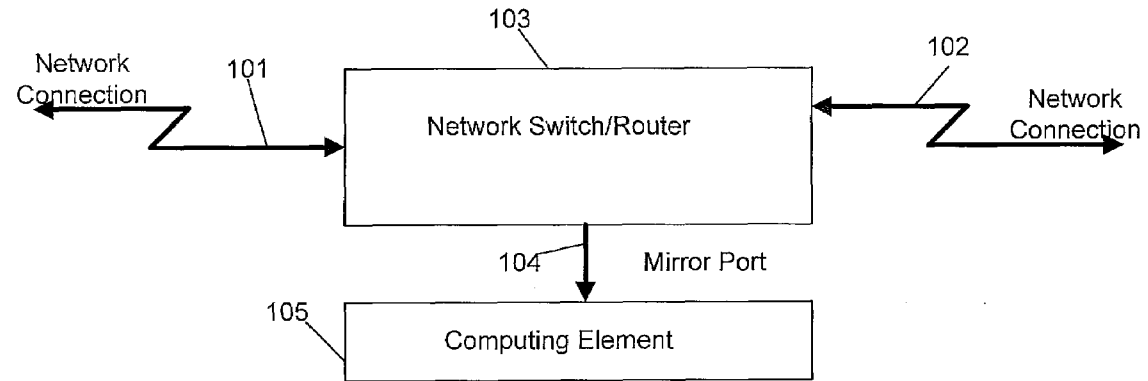 103
102
101
Network
Connection
Network
Connection
Network Switch/Router
104
Mirror Port
105
Computing Element